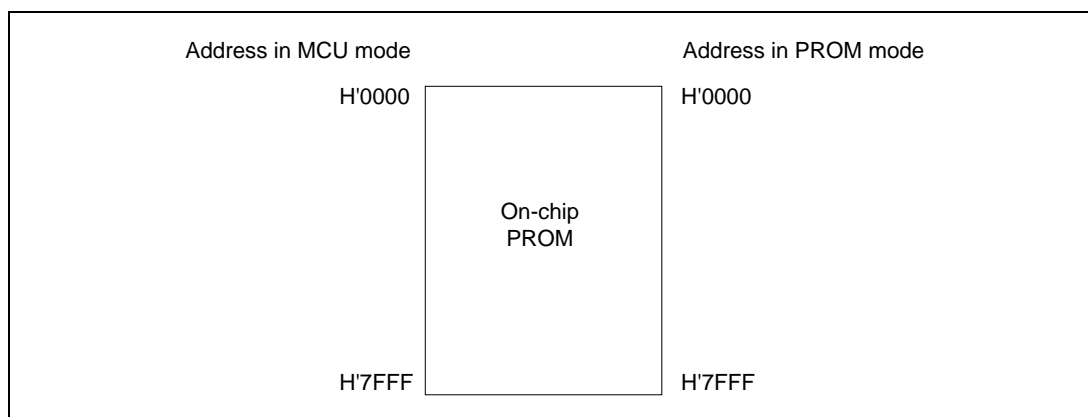 Address in MCU mode
Address in PROM mode
H'0000
H'0000
On-chip
PROM
H'7FFF
H'7FFF